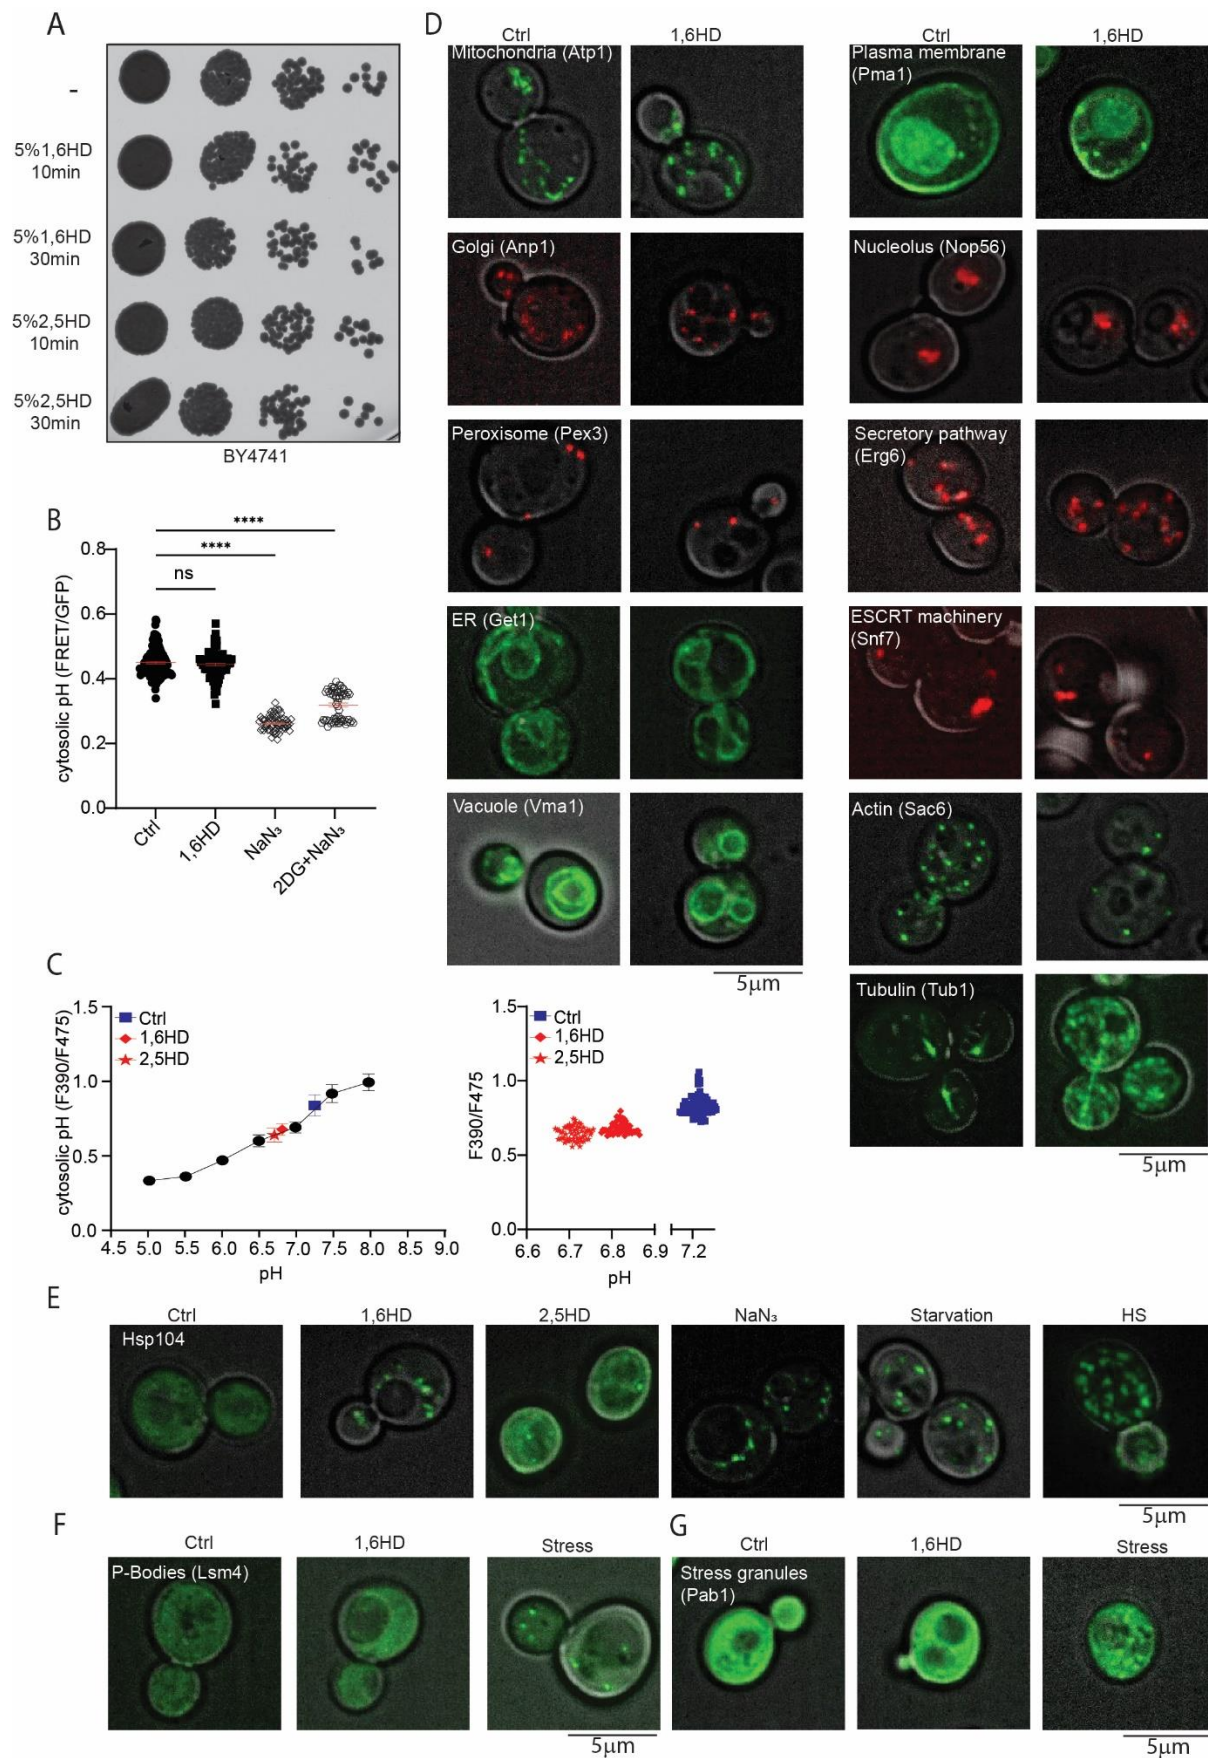 A
-
5%1,6HD
10min
5%1,6HD
30min
5%2,5HD
10min
5%2,5HD
30min
BY4741
B
cytosolic pH (FRET/GFP)
0.8
0.6
0.4
0.2
0.0
ns
****
****
Ctrl
1,6HD
NaN₃
2DG+NaN₃
C
cytosolic pH (F390/F475)
1.5
1.0
0.5
0.0
Ctrl
1,6HD
2,5HD
4.5 5.0 5.5 6.0 6.5 7.0 7.5 8.0 8.5 9.0
pH
F390/F475
1.5
1.0
0.5
0.0
Ctrl
1,6HD
2,5HD
6.6 6.7 6.8 6.9 7.2
pH
D
Ctrl 1,6HD
Mitochondria (Atp1)
Golgi (Anp1)
Peroxisome (Pex3)
ER (Get1)
Vacuole (Vma1)
5μm
Ctrl 1,6HD
Plasma membrane
(Pma1)
Nucleolus (Nop56)
Secretory pathway
(Erg6)
ESCRT machinery
(Snf7)
Actin (Sac6)
Tubulin (Tub1)
5μm
E
Ctrl 1,6HD 2,5HD NaN₃ Starvation HS
Hsp104
5μm
F
Ctrl 1,6HD Stress
P-Bodies (Lsm4)
5μm
G
Ctrl 1,6HD Stress
Stress granules
(Pab1)
5μm